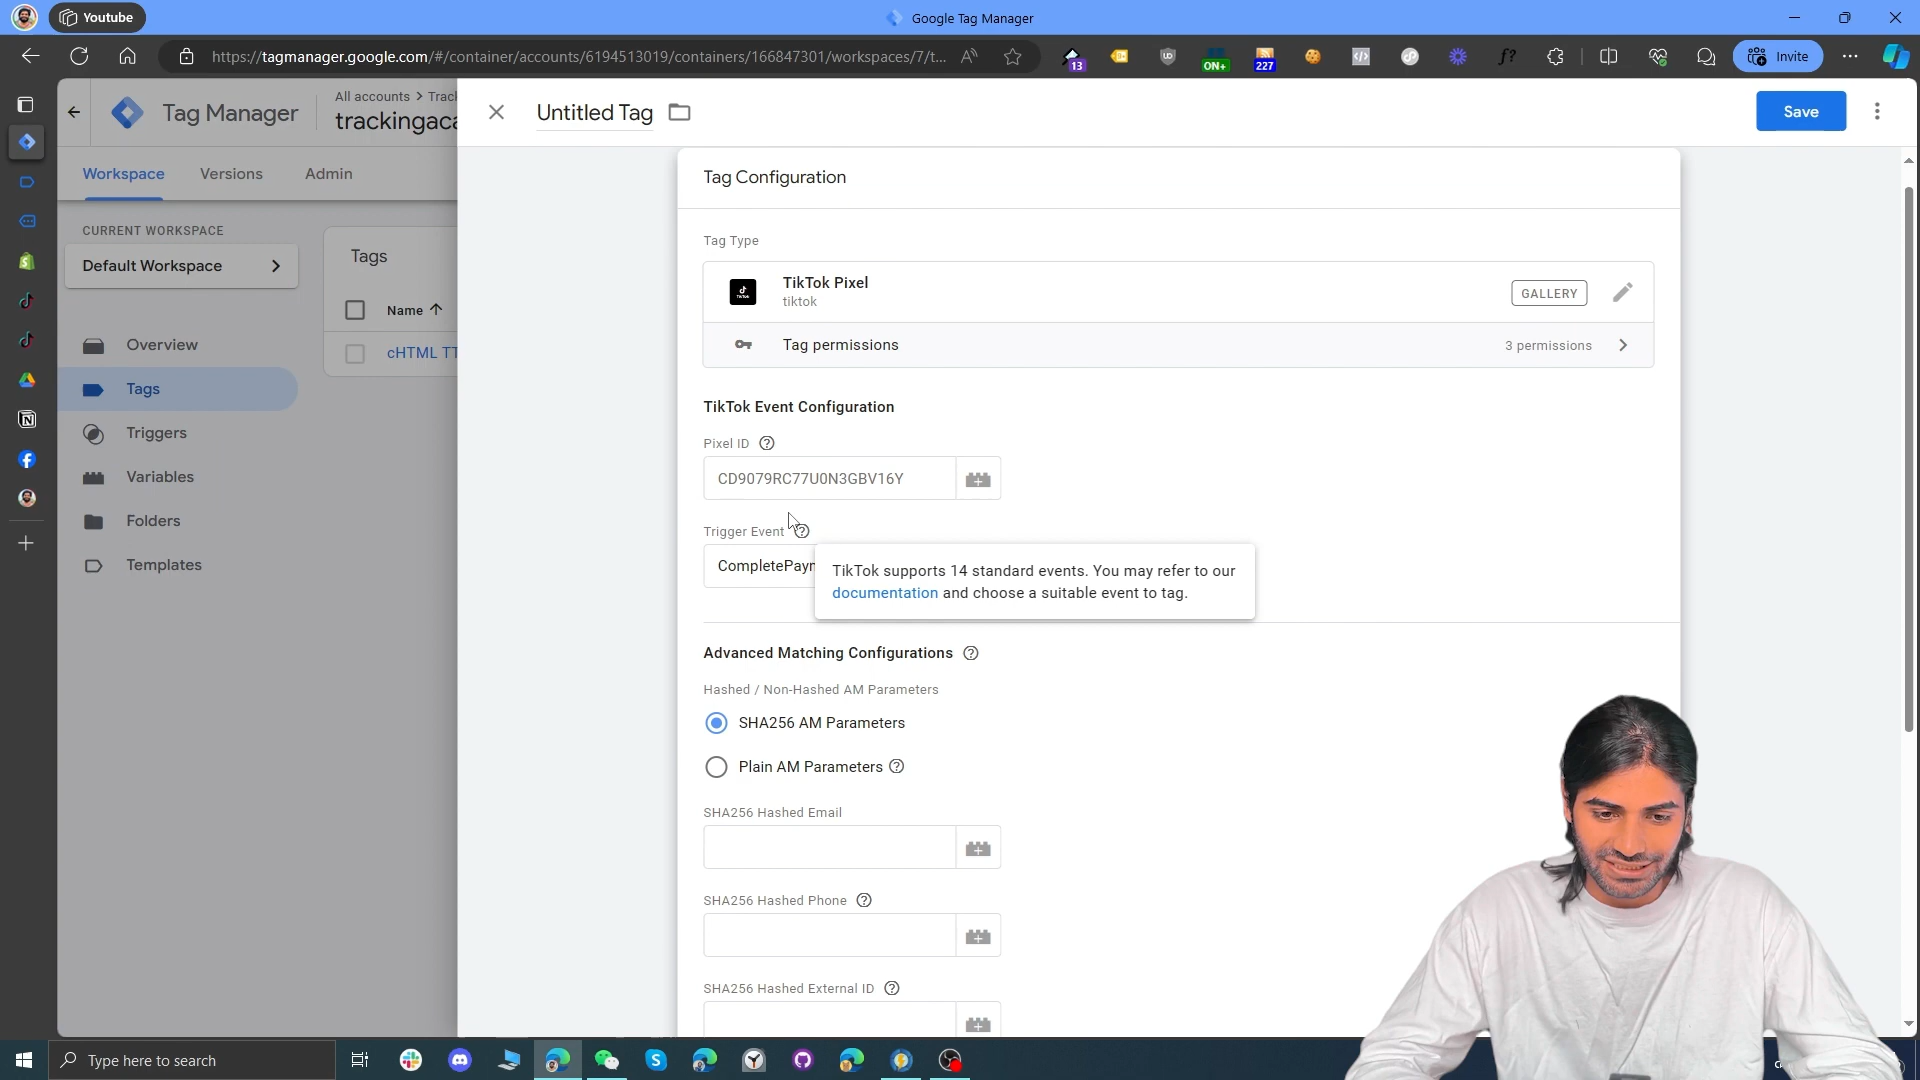 Youtube
Google Tag Manager
https://tagmanager.google.com/#/container/accounts/6194513019/containers/166847301/workspaces/7/t...
13
ON+
227
Invite
Tag Manager
All accounts > Track
trackingaca
Untitled Tag
Save
Workspace
Versions
Admin
CURRENT WORKSPACE
Default Workspace
Tags
Name
cHTML TT
Overview
Tags
Triggers
Variables
Folders
Templates
Tag Configuration
Tag Type
TikTok Pixel
tiktok
GALLERY
Tag permissions
3 permissions
TikTok Event Configuration
Pixel ID
CD9079RC77U0N3GBV16Y
Trigger Event
CompletePaym
TikTok supports 14 standard events. You may refer to our
documentation and choose a suitable event to tag.
Advanced Matching Configurations
Hashed / Non-Hashed AM Parameters
SHA256 AM Parameters
Plain AM Parameters
SHA256 Hashed Email
SHA256 Hashed Phone
SHA256 Hashed External ID
Type here to search